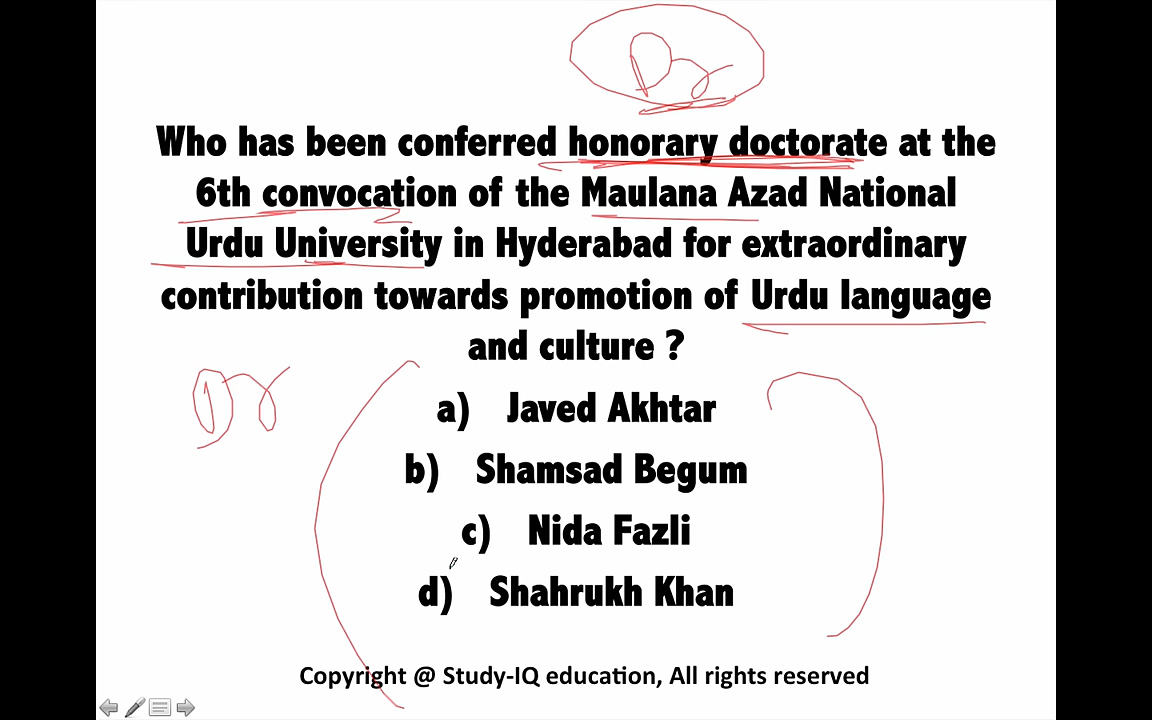 Dr
Who has been conferred honorary doctorate at the
6th convocation of the Maulana Azad National
Urdu University in Hyderabad for extraordinary
contribution towards promotion of Urdu language
and culture ?
Dr
a) Javed Akhtar
b) Shamsad Begum
c) Nida Fazli
d) Shahrukh Khan
Copyright @ Study-IQ education, All rights reserved